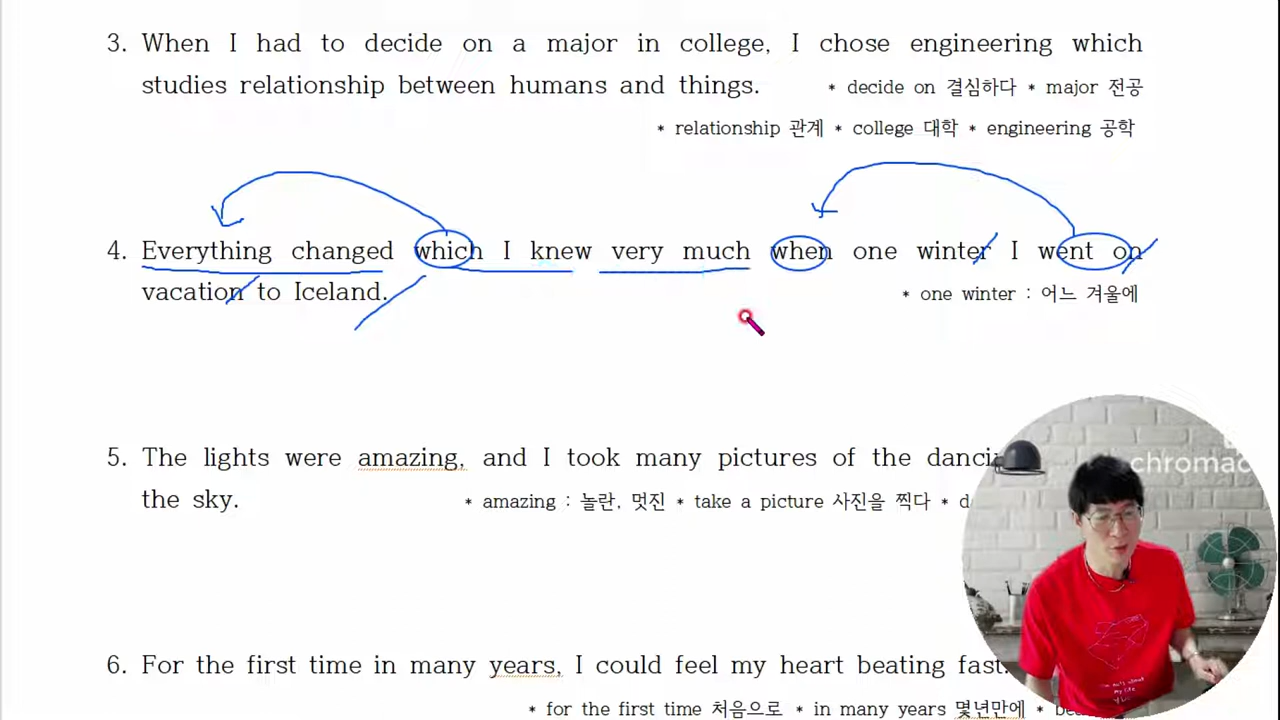 3. When I had to decide on a major in college, I chose engineering which
studies relationship between humans and things. * decide on 결심하다 * major 전공
* relationship 관계 * college 대학 * engineering 공학
4. Everything changed which I knew very much when one winter I went on
vacation to Iceland. * one winter : 어느 겨울에
5. The lights were amazing, and I took many pictures of the
the sky. * amazing : 놀란, 멋진 * take a picture 사진을 찍다 *
chromac
6. For the first time in many years, I could feel my heart beating fast.
* for the first time 처음으로 * in many years 몇년만에 *